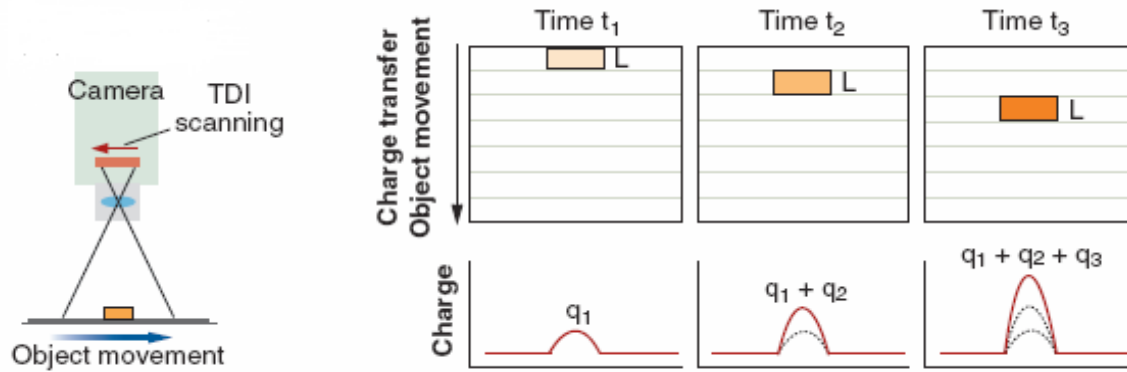 Camera
TDI
scanning
Object movement
Charge transfer
Object movement
Time t₁
L
Time t₂
L
Time t₃
L
Charge
q₁
q₁ + q₂
q₁ + q₂ + q₃